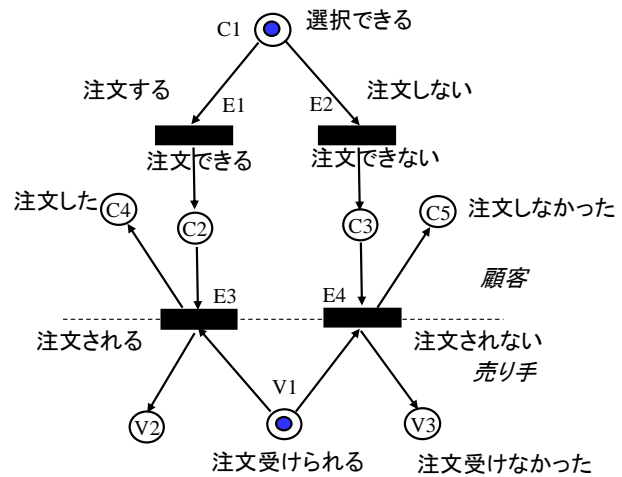 C1
選択できる
注文する
E1
E2
注文しない
注文できる
注文できない
注文した
C4
C2
C3
C5
注文しなかった
顧客
E3
E4
注文される
注文されない
売り手
V1
V2
V3
注文受けられる
注文受けなかった